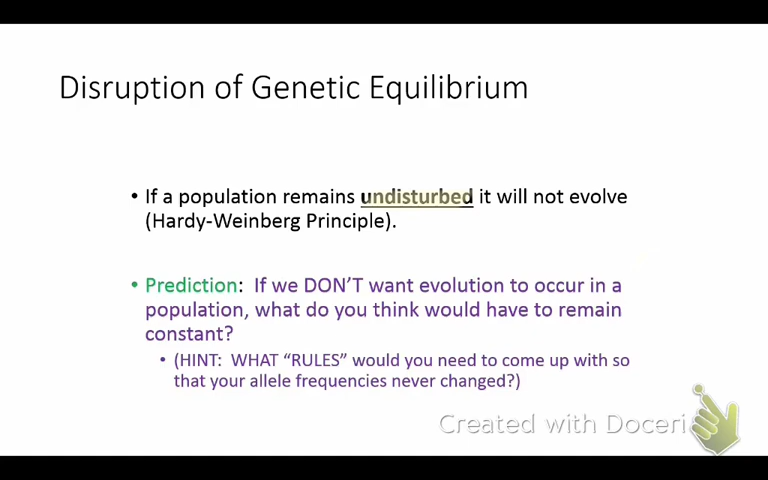 Disruption of Genetic Equilibrium
• If a population remains undisturbed it will not evolve
(Hardy-Weinberg Principle).
• Prediction: If we DON'T want evolution to occur in a
population, what do you think would have to remain
constant?
• (HINT: WHAT “RULES” would you need to come up with so
that your allele frequencies never changed?)
Created with Doceri